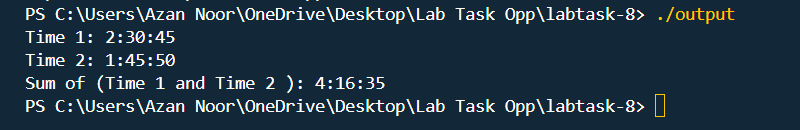 PS C:\Users\Azan Noor\OneDrive\Desktop\Lab Task Opp\labtask-8> ./output
Time 1: 2:30:45
Time 2: 1:45:50
Sum of (Time 1 and Time 2 ): 4:16:35
PS C:\Users\Azan Noor\OneDrive\Desktop\Lab Task Opp\labtask-8>